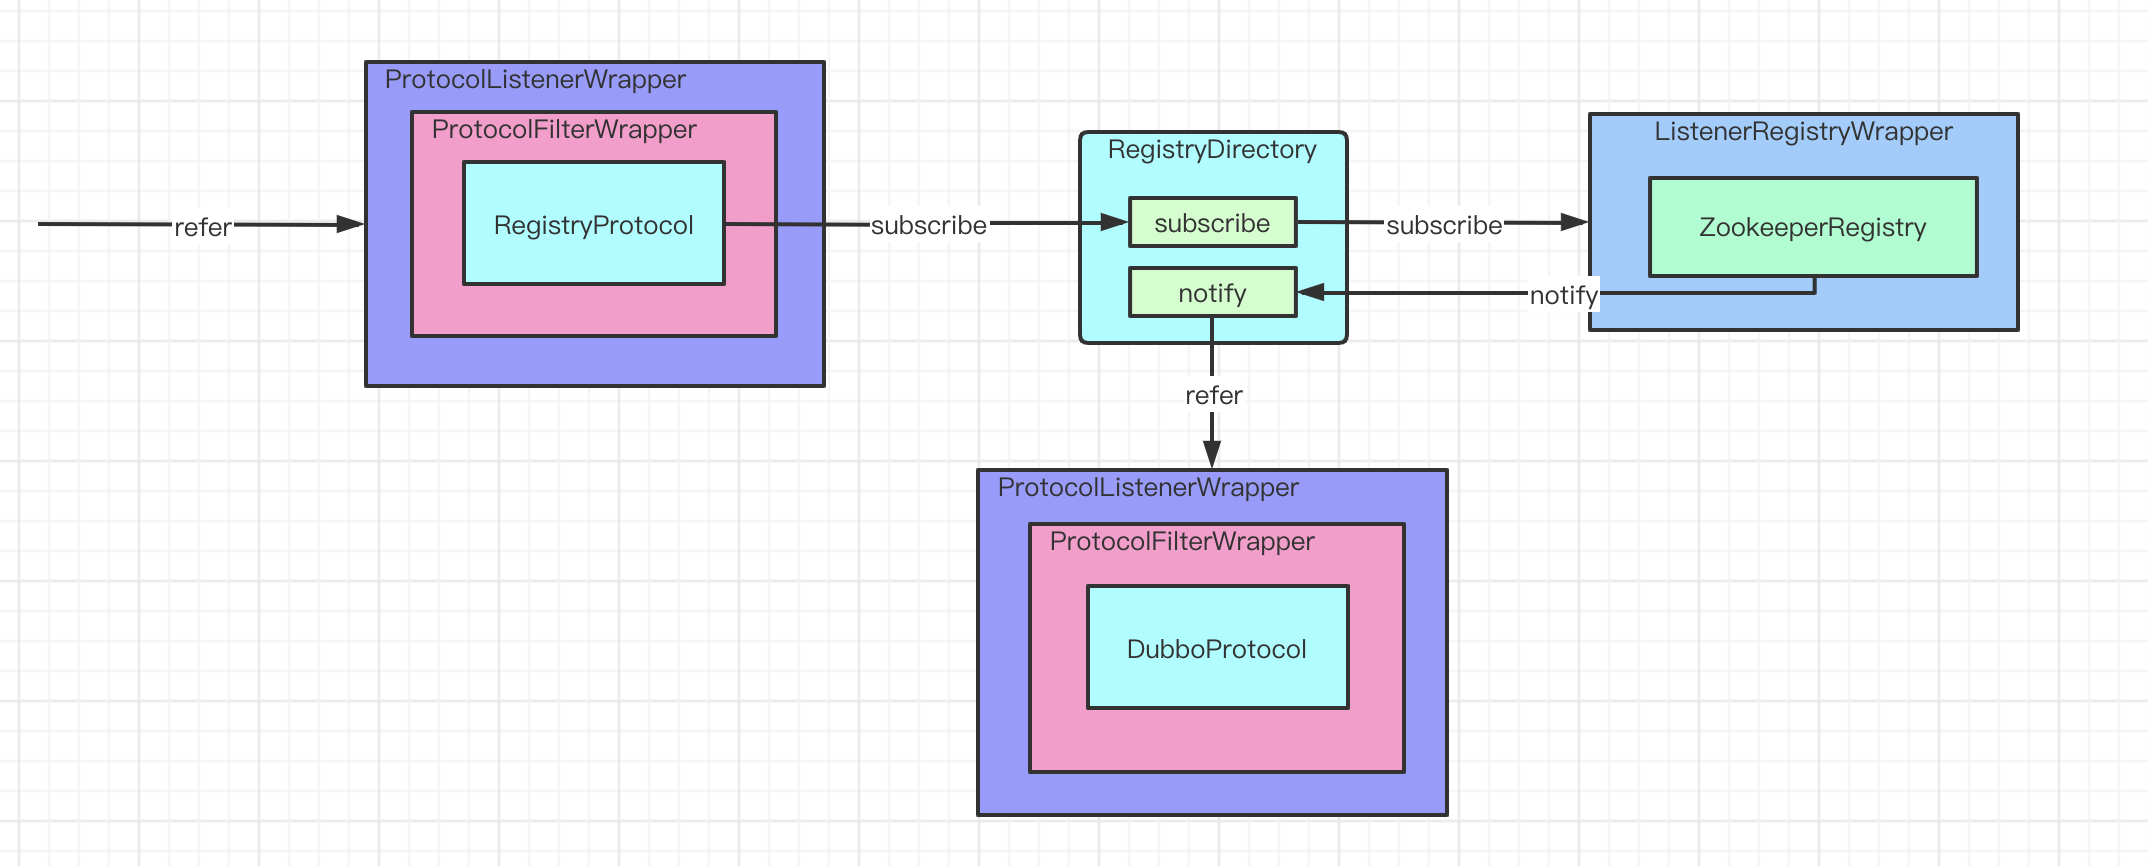 ProtocolListenerWrapper
ProtocolFilterWrapper
RegistryProtocol
refer
subscribe
RegistryDirectory
subscribe
notify
subscribe
notify
ListenerRegistryWrapper
ZookeeperRegistry
refer
ProtocolListenerWrapper
ProtocolFilterWrapper
DubboProtocol